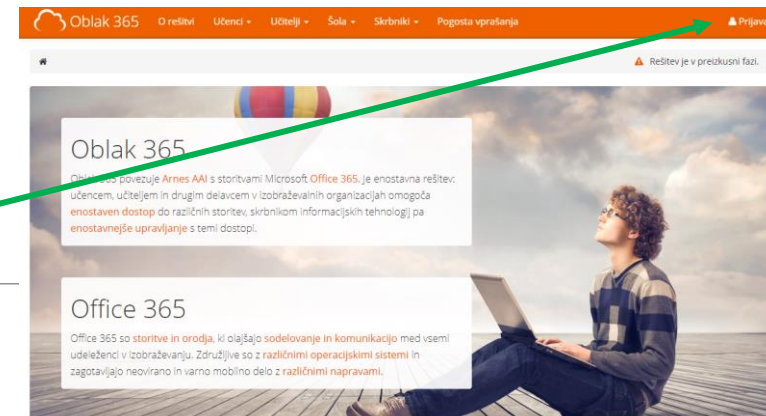 Oblak 365 O rešitvi Učenci Učitelji Šola Skrbniki Pogosta vprašanja Prijava
Rešitev je v preizkusni fazi.
Oblak 365
Oblak 365 povezuje Arnes AAI s storitvami Microsoft Office 365. Je enostavna rešitev:
učencem, učiteljem in drugim delavcem v izobraževalnih organizacijah omogoča
enostaven dostop do različnih storitev, skrbnikom informacijskih tehnologij pa
enostavnejše upravljanje s temi dostopi.
Office 365
Office 365 so storitve in orodja, ki olajšajo sodelovanje in komunikacijo med vsemi
udeleženci v izobraževanju. Združljive so z različnimi operacijskimi sistemi in
zagotavljajo neovirano in varno mobilno delo z različnimi napravami.